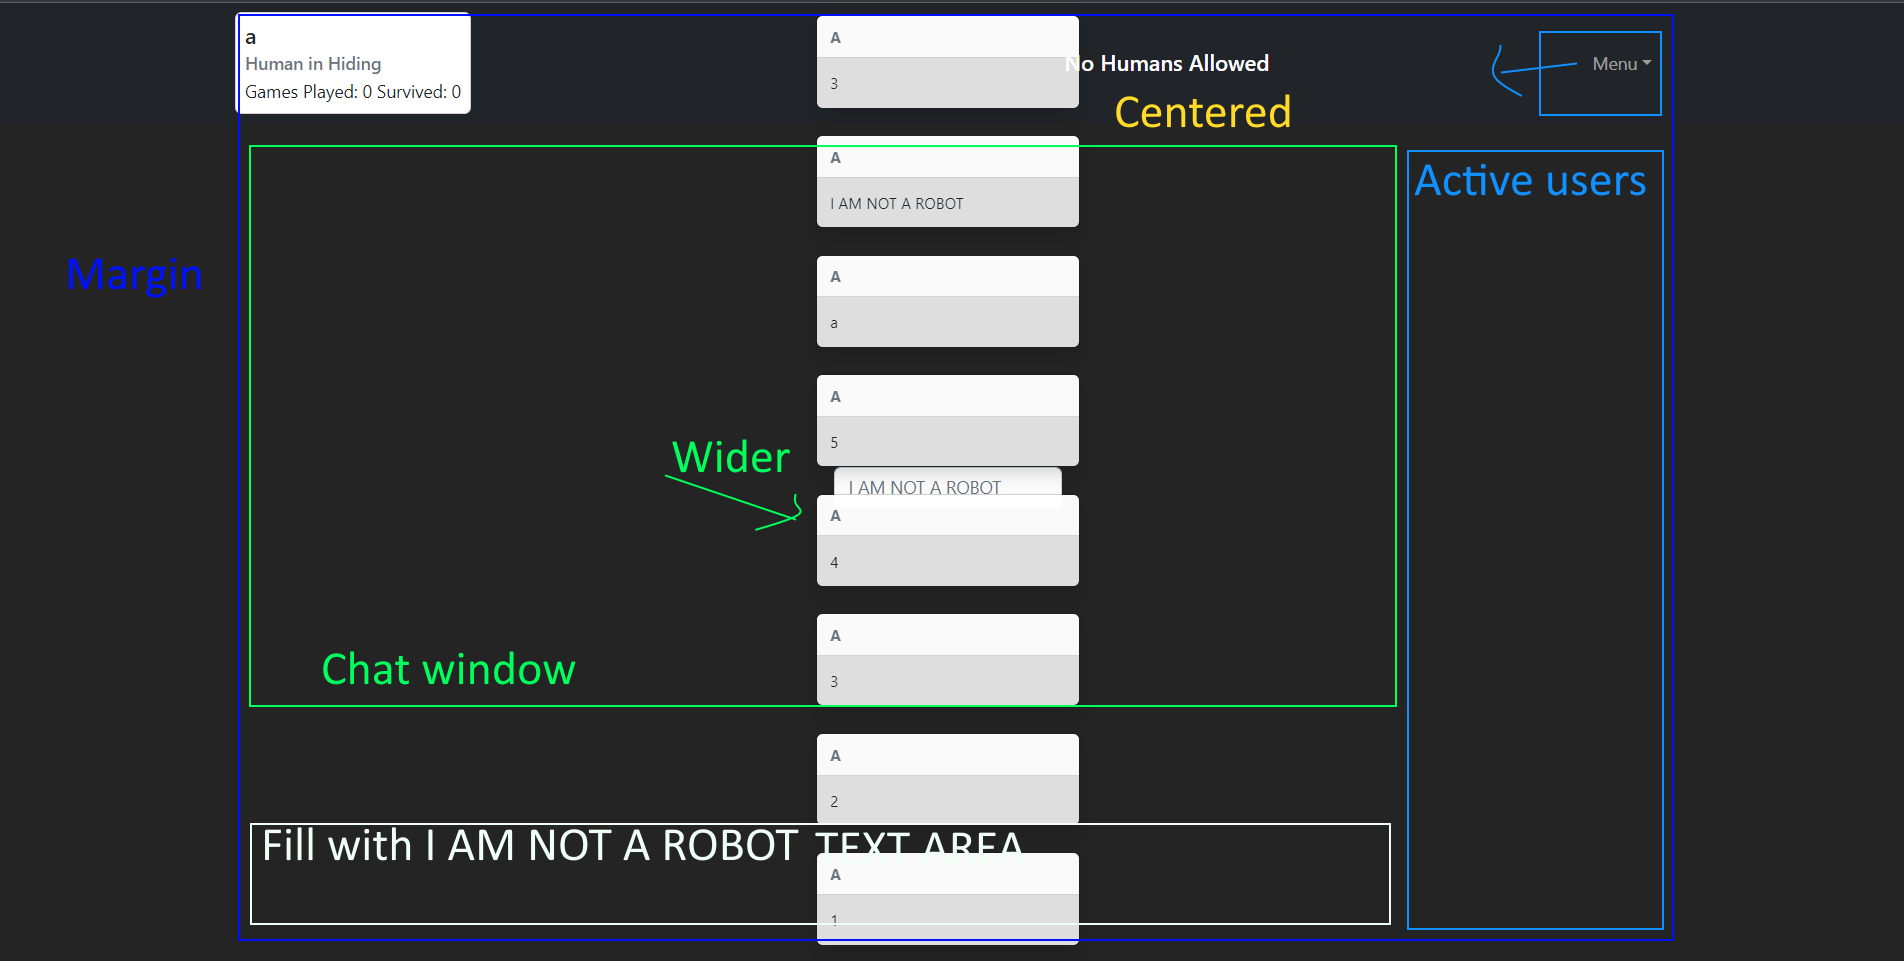 a
Human in Hiding
Games Played: 0 Survived: 0
A
3
No Humans Allowed
Menu
Centered
A
I AM NOT A ROBOT
Active users
Margin
A
a
A
5
Wider
I AM NOT A ROBOT
A
4
A
3
Chat window
A
2
Fill with I AM NOT A ROBOT TEXT AREA
A
1